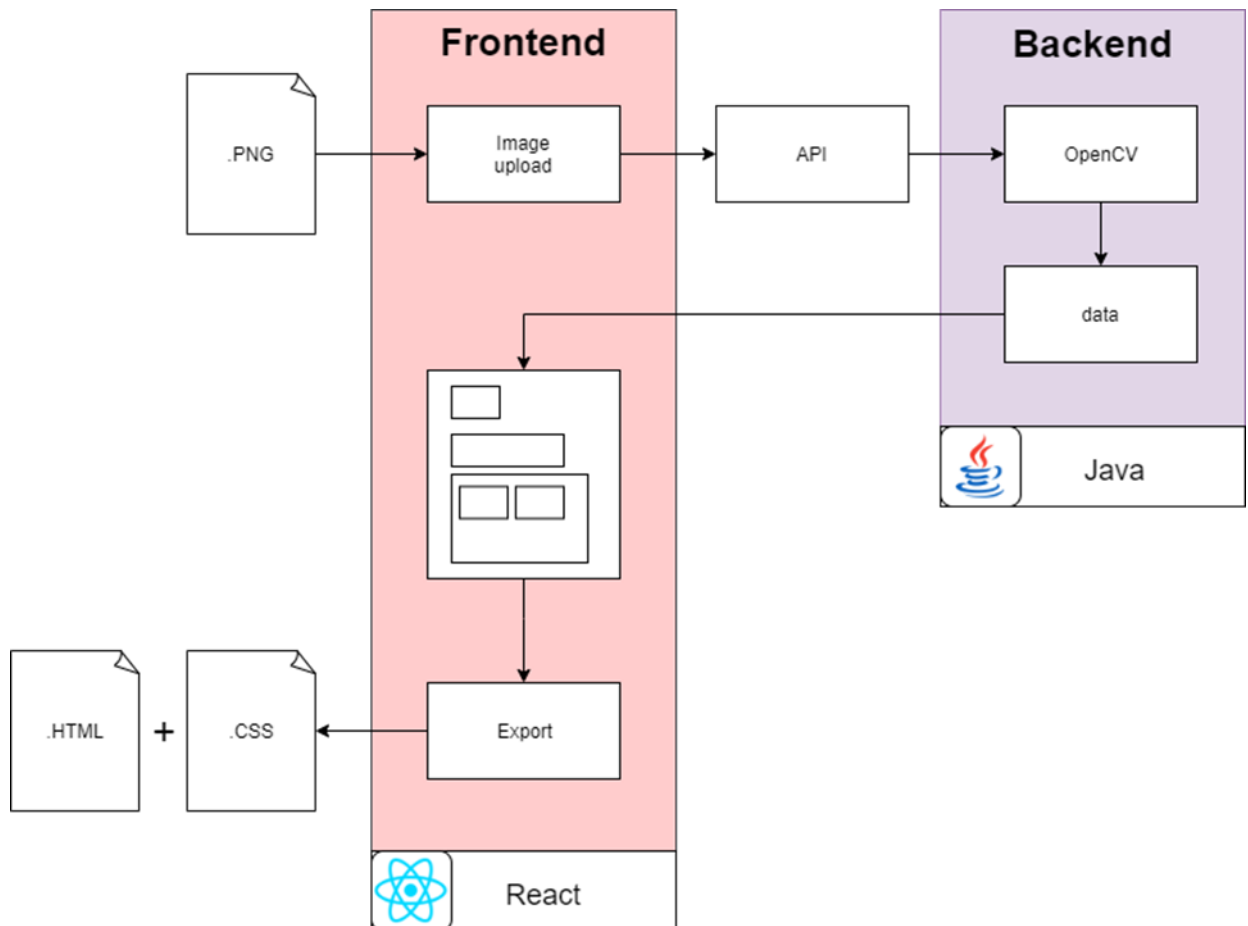 Frontend
Backend
.PNG
Image
upload
API
OpenCV
data
Java
.HTML
+
.CSS
Export
React